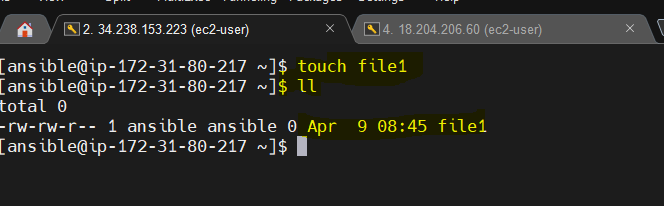 2. 34.238.153.223 (ec2-user)
4. 18.204.206.60 (ec2-user)
[ansible@ip-172-31-80-217 ~]$ touch file1
[ansible@ip-172-31-80-217 ~]$ ll
total 0
-rw-rw-r-- 1 ansible ansible 0 Apr  9 08:45 file1
[ansible@ip-172-31-80-217 ~]$